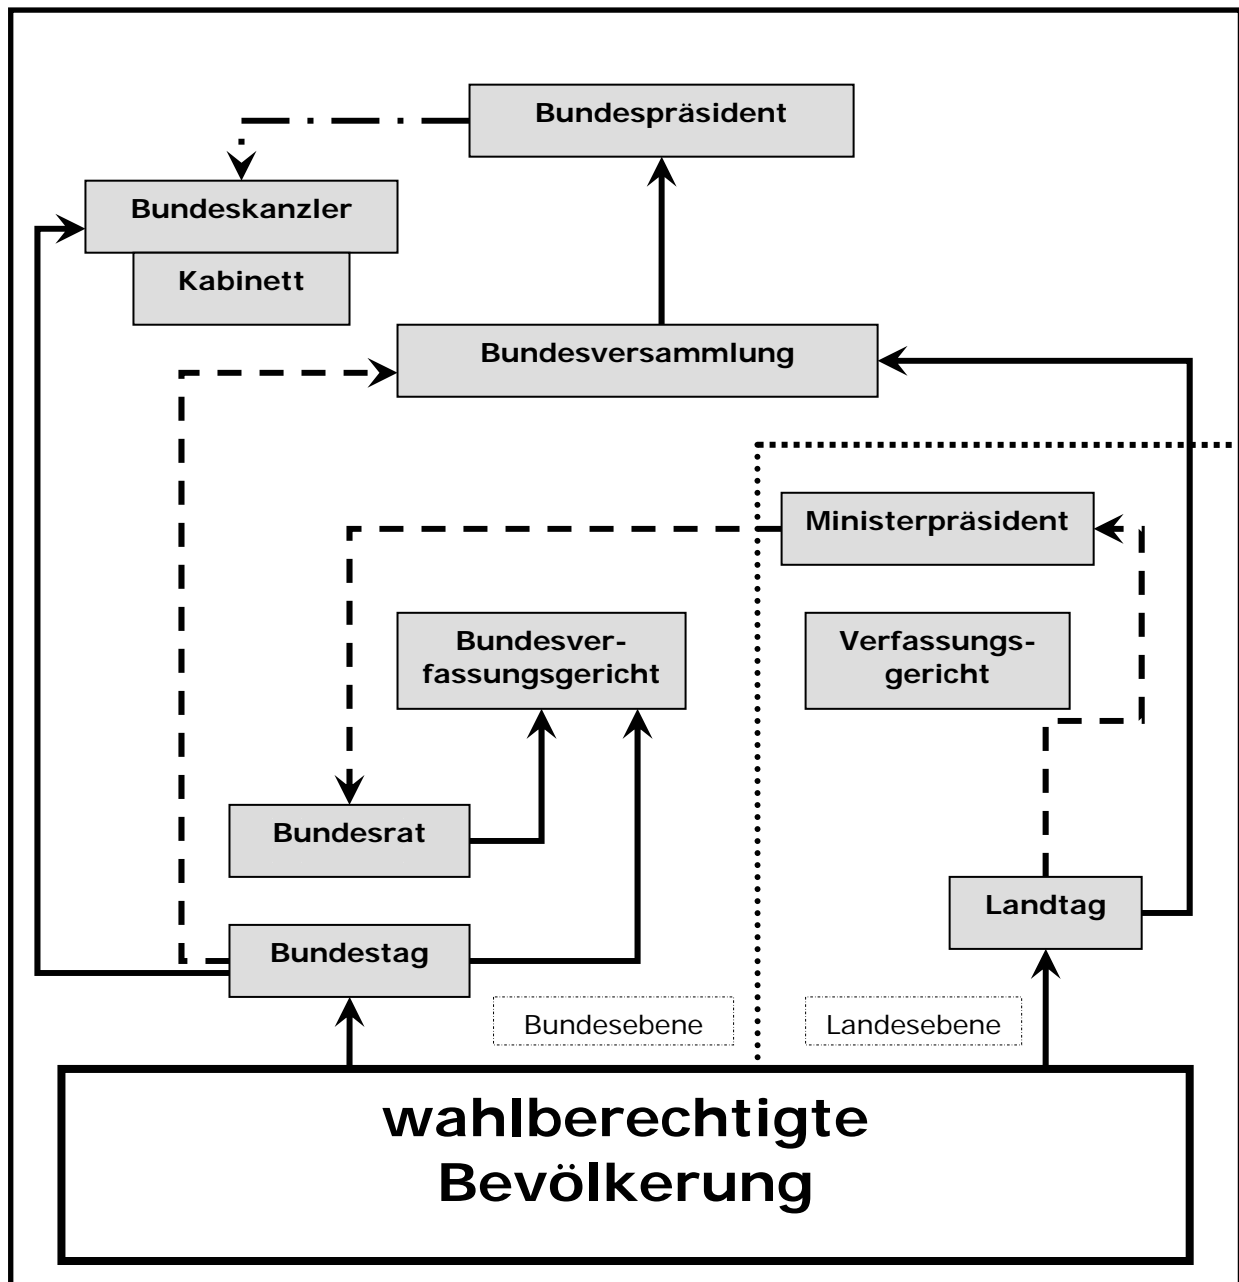 Bundespräsident
Bundeskanzler
Kabinett
Bundesversammlung
Ministerpräsident
Bundesver-
fassungsgericht
Verfassungs-
gericht
Bundesrat
Landtag
Bundestag
Bundesebene
Landesebene
wahlberechtigte
Bevölkerung